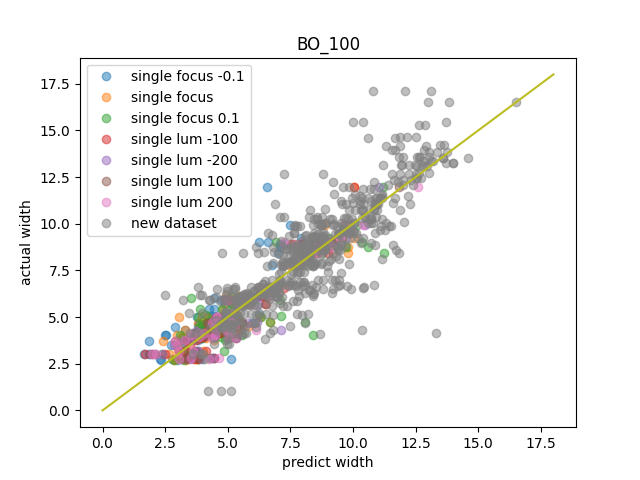 BO_100
single focus -0.1
single focus
single focus 0.1
single lum -100
single lum -200
single lum 100
single lum 200
new dataset
actual width
17.5
15.0
12.5
10.0
7.5
5.0
2.5
0.0
0.0 2.5 5.0 7.5 10.0 12.5 15.0 17.5
predict width